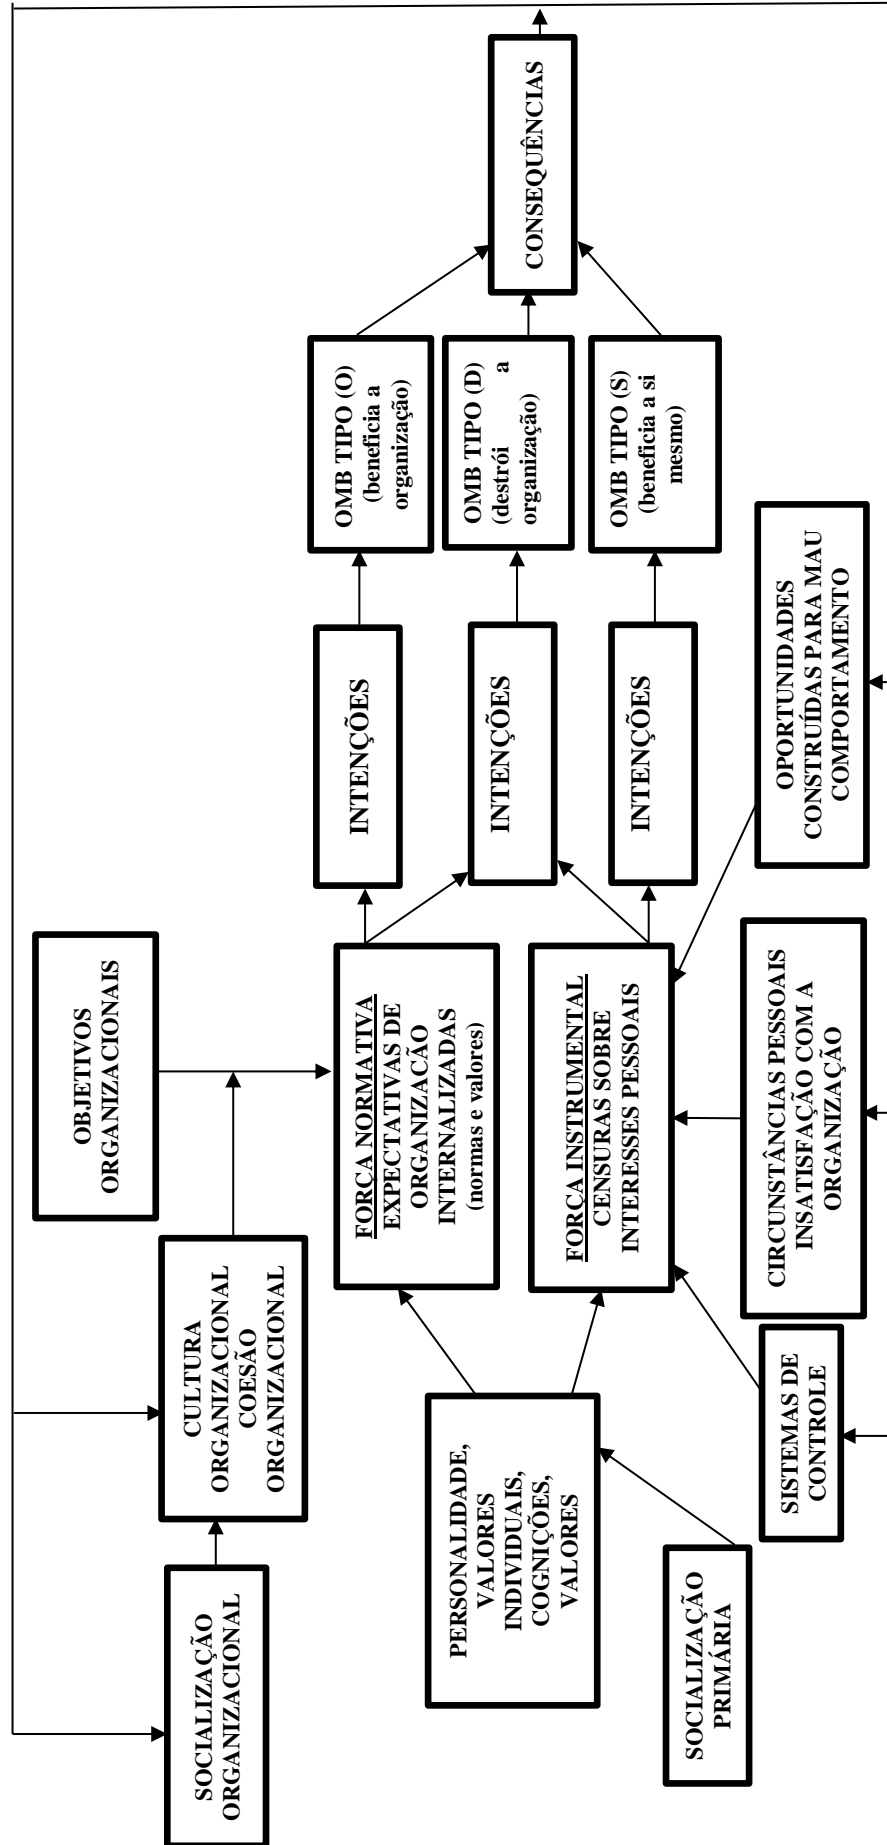 SOCIALIZAÇÃO
ORGANIZACIONAL
CULTURA
ORGANIZACIONAL
COESÃO
ORGANIZACIONAL
OBJETIVOS
ORGANIZACIONAIS
PERSONALIDADE,
VALORES
INDIVIDUAIS,
COGNIÇÕES,
VALORES
FORÇA NORMATIVA
EXPECTATIVAS DE
ORGANIZAÇÃO
INTERNALIZADAS
(normas e valores)
INTENÇÕES
OMB TIPO (O)
(beneficia a
organização)
INTENÇÕES
OMB TIPO (D)
(destrói a
organização)
CONSEQUÊNCIAS
FORÇA INSTRUMENTAL
CENSURAS SOBRE
INTERESSES PESSOAIS
INTENÇÕES
OMB TIPO (S)
(beneficia a si
mesmo)
SOCIALIZAÇÃO
PRIMÁRIA
SISTEMAS DE
CONTROLE
CIRCUNSTÂNCIAS PESSOAIS
INSATISFAÇÃO COM A
ORGANIZAÇÃO
OPORTUNIDADES
CONSTRUÍDAS PARA MAU
COMPORTAMENTO